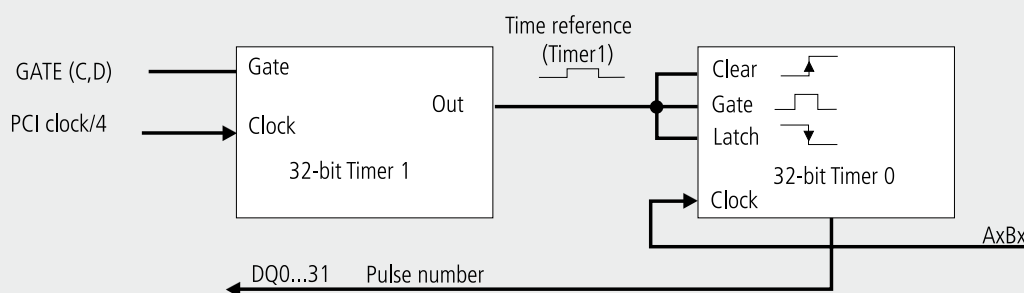 Time reference
(Timer1)
GATE (C,D)
PCI clock/4
Gate
Clock
Out
32-bit Timer 1
Clear
Gate
Latch
32-bit Timer 0
Clock
AxBx
DQ0...31 Pulse number